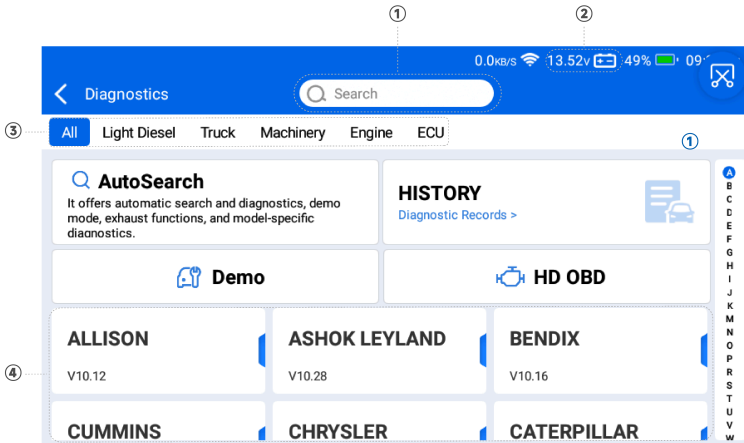 ① ②
0.0KB/S 13.52V 49% 09:
Diagnostics Search
③ All Light Diesel Truck Machinery Engine ECU
①
AutoSearch
It offers automatic search and diagnostics, demo
mode, exhaust functions, and model-specific
diagnostics.
HISTORY
Diagnostic Records >
Demo
HD OBD
④
ALLISON
V10.12
ASHOK LEYLAND
V10.28
BENDIX
V10.16
CUMMINS
CHRYSLER
CATERPILLAR
A
B
C
D
E
F
G
H
I
J
K
M
N
O
P
R
S
T
U
V
W